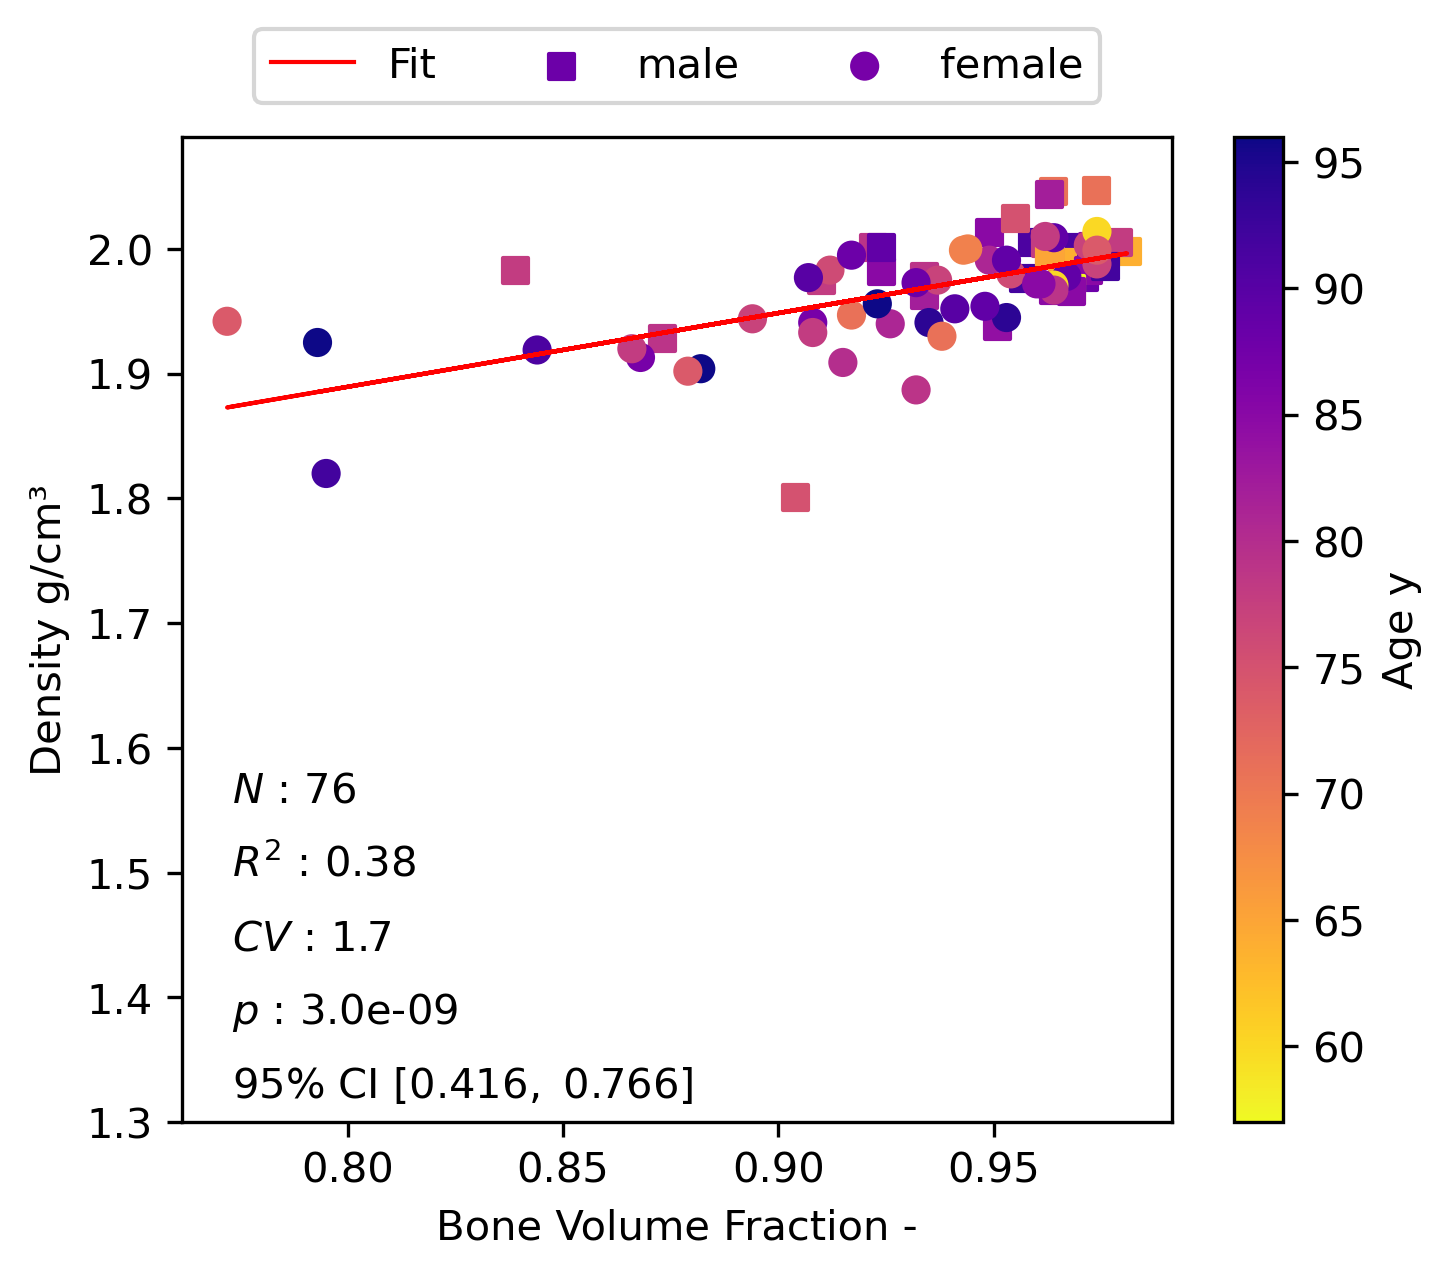 Fit male female
2.0
1.9
1.8
1.7
1.6
1.5
1.4
1.3
Density g/cm³
N : 76
R² : 0.38
CV : 1.7
p : 3.0e-09
95% CI [0.416, 0.766]
0.80 0.85 0.90 0.95
Bone Volume Fraction -
95
90
85
80
75
70
65
60
Age y